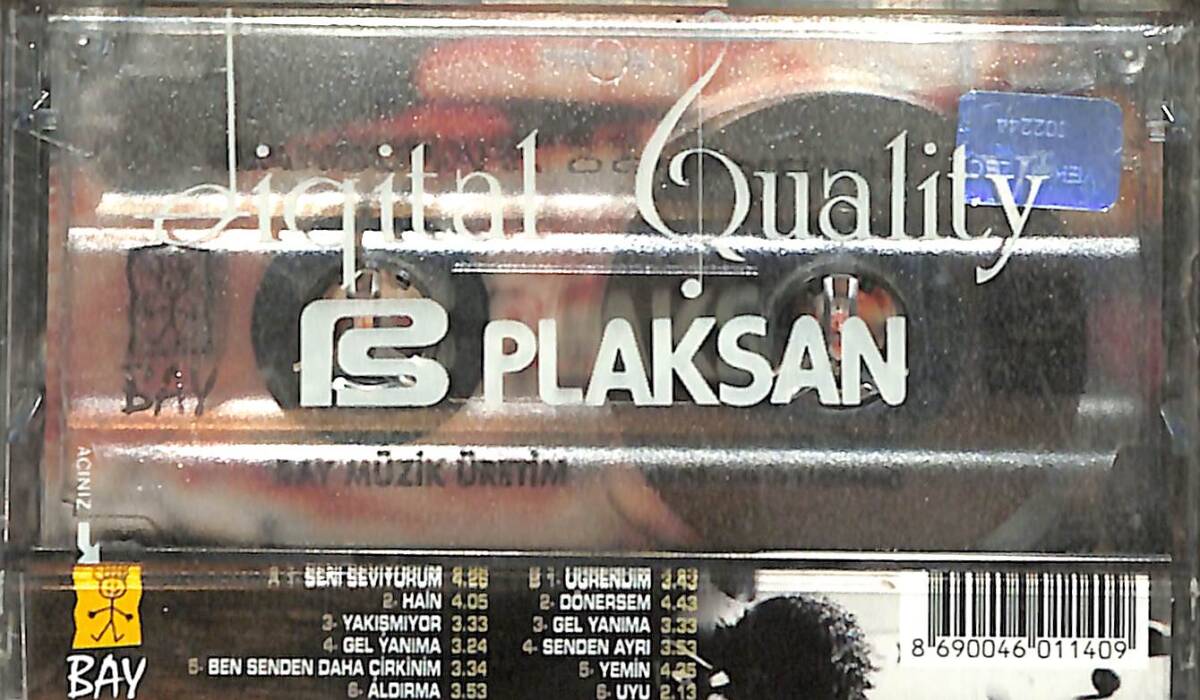 Digital Quality
PLAKSAN
BAY
BAY MÜZİK ÜRETİM
AÇINIZ
A 1- SENİ SEVİYORUM 4.26
2- HAİN 4.05
3- YAKIŞMIYOR 3.33
4- GEL YANIMA 3.24
5- BEN SENDEN DAHA ÇİRKİNİM 3.34
6- ALDIRMA 3.53
B 1- ÖĞRENDİM 3.43
2- DÖNERSEM 4.43
3- GEL YANIMA 3.33
4- SENDEN AYRI 3.53
5- YEMİN
6- UYU 2.13
BAY
8 690046 011409